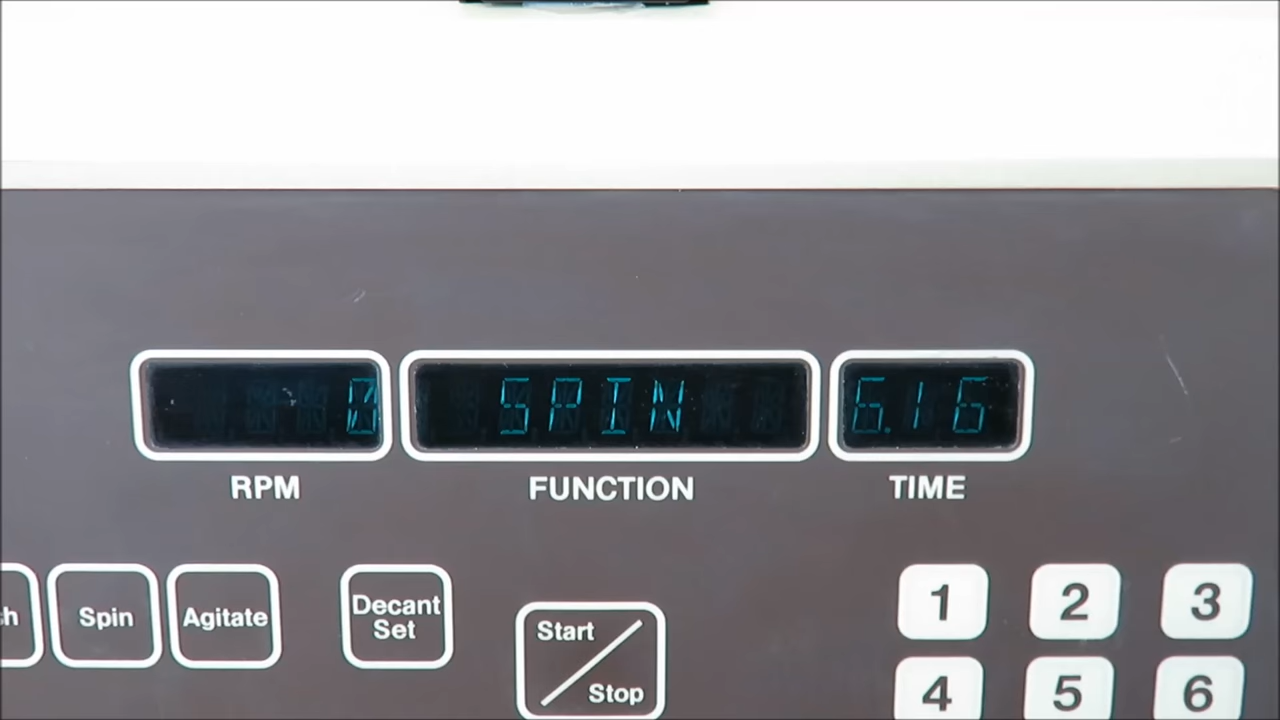 0 SPIN 6.16
RPM FUNCTION TIME
Spin Agitate Decant Set Start / Stop
1 2 3
4 5 6